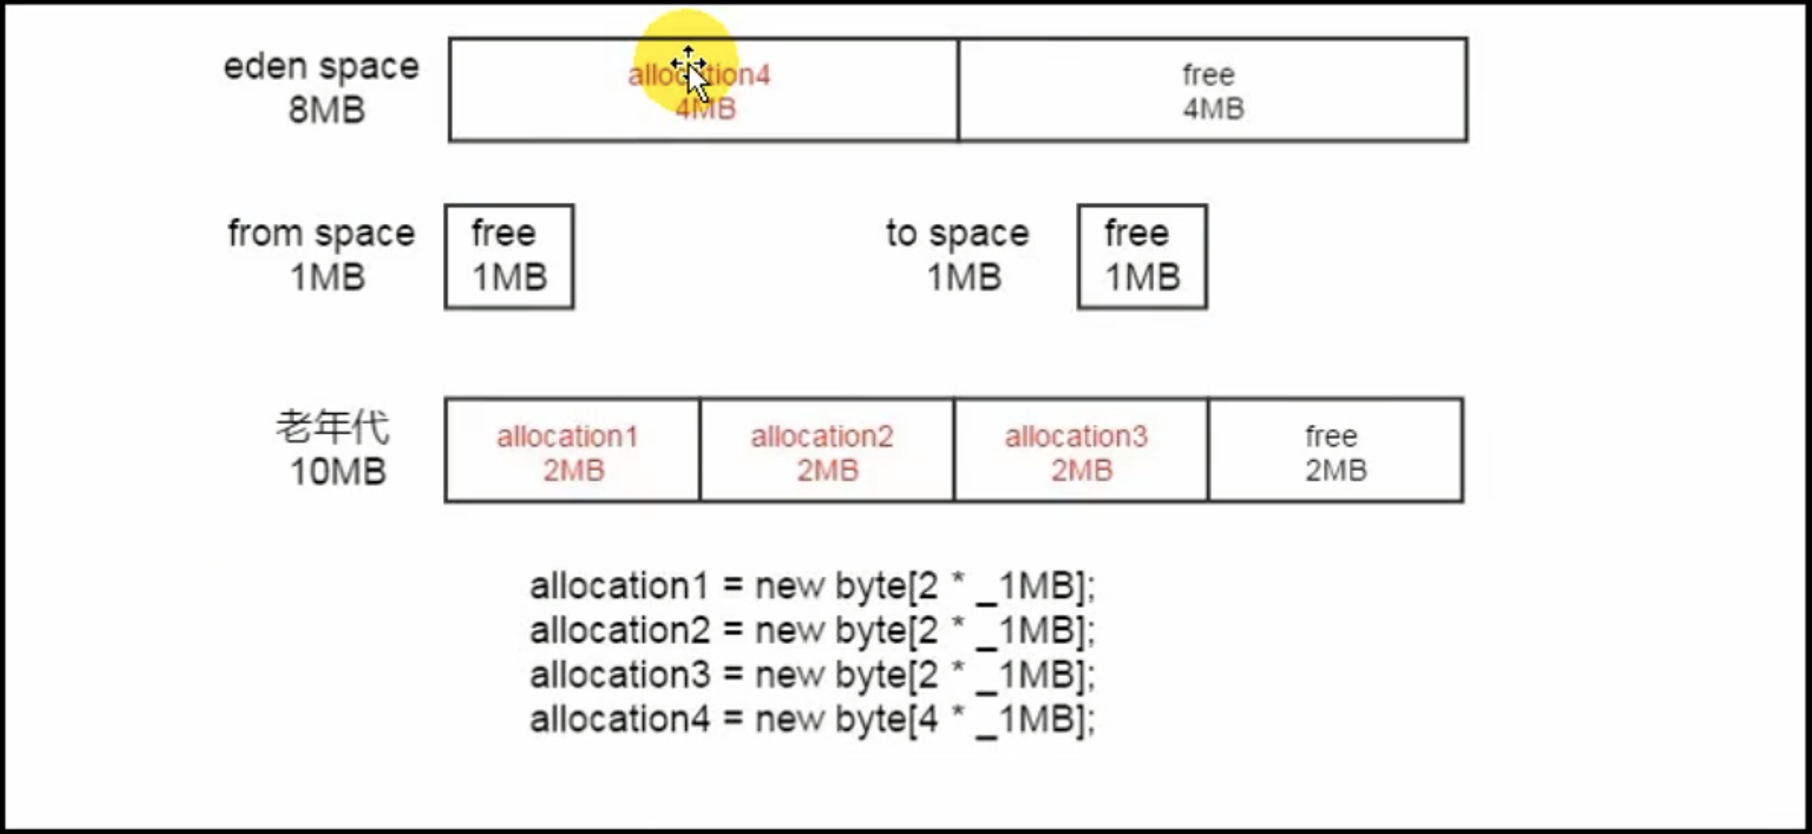 eden space
8MB
allocation4
4MB
free
4MB
from space
1MB
free
1MB
to space
1MB
free
1MB
老年代
10MB
allocation1
2MB
allocation2
2MB
allocation3
2MB
free
2MB
allocation1 = new byte[2 * _1MB];
allocation2 = new byte[2 * _1MB];
allocation3 = new byte[2 * _1MB];
allocation4 = new byte[4 * _1MB];